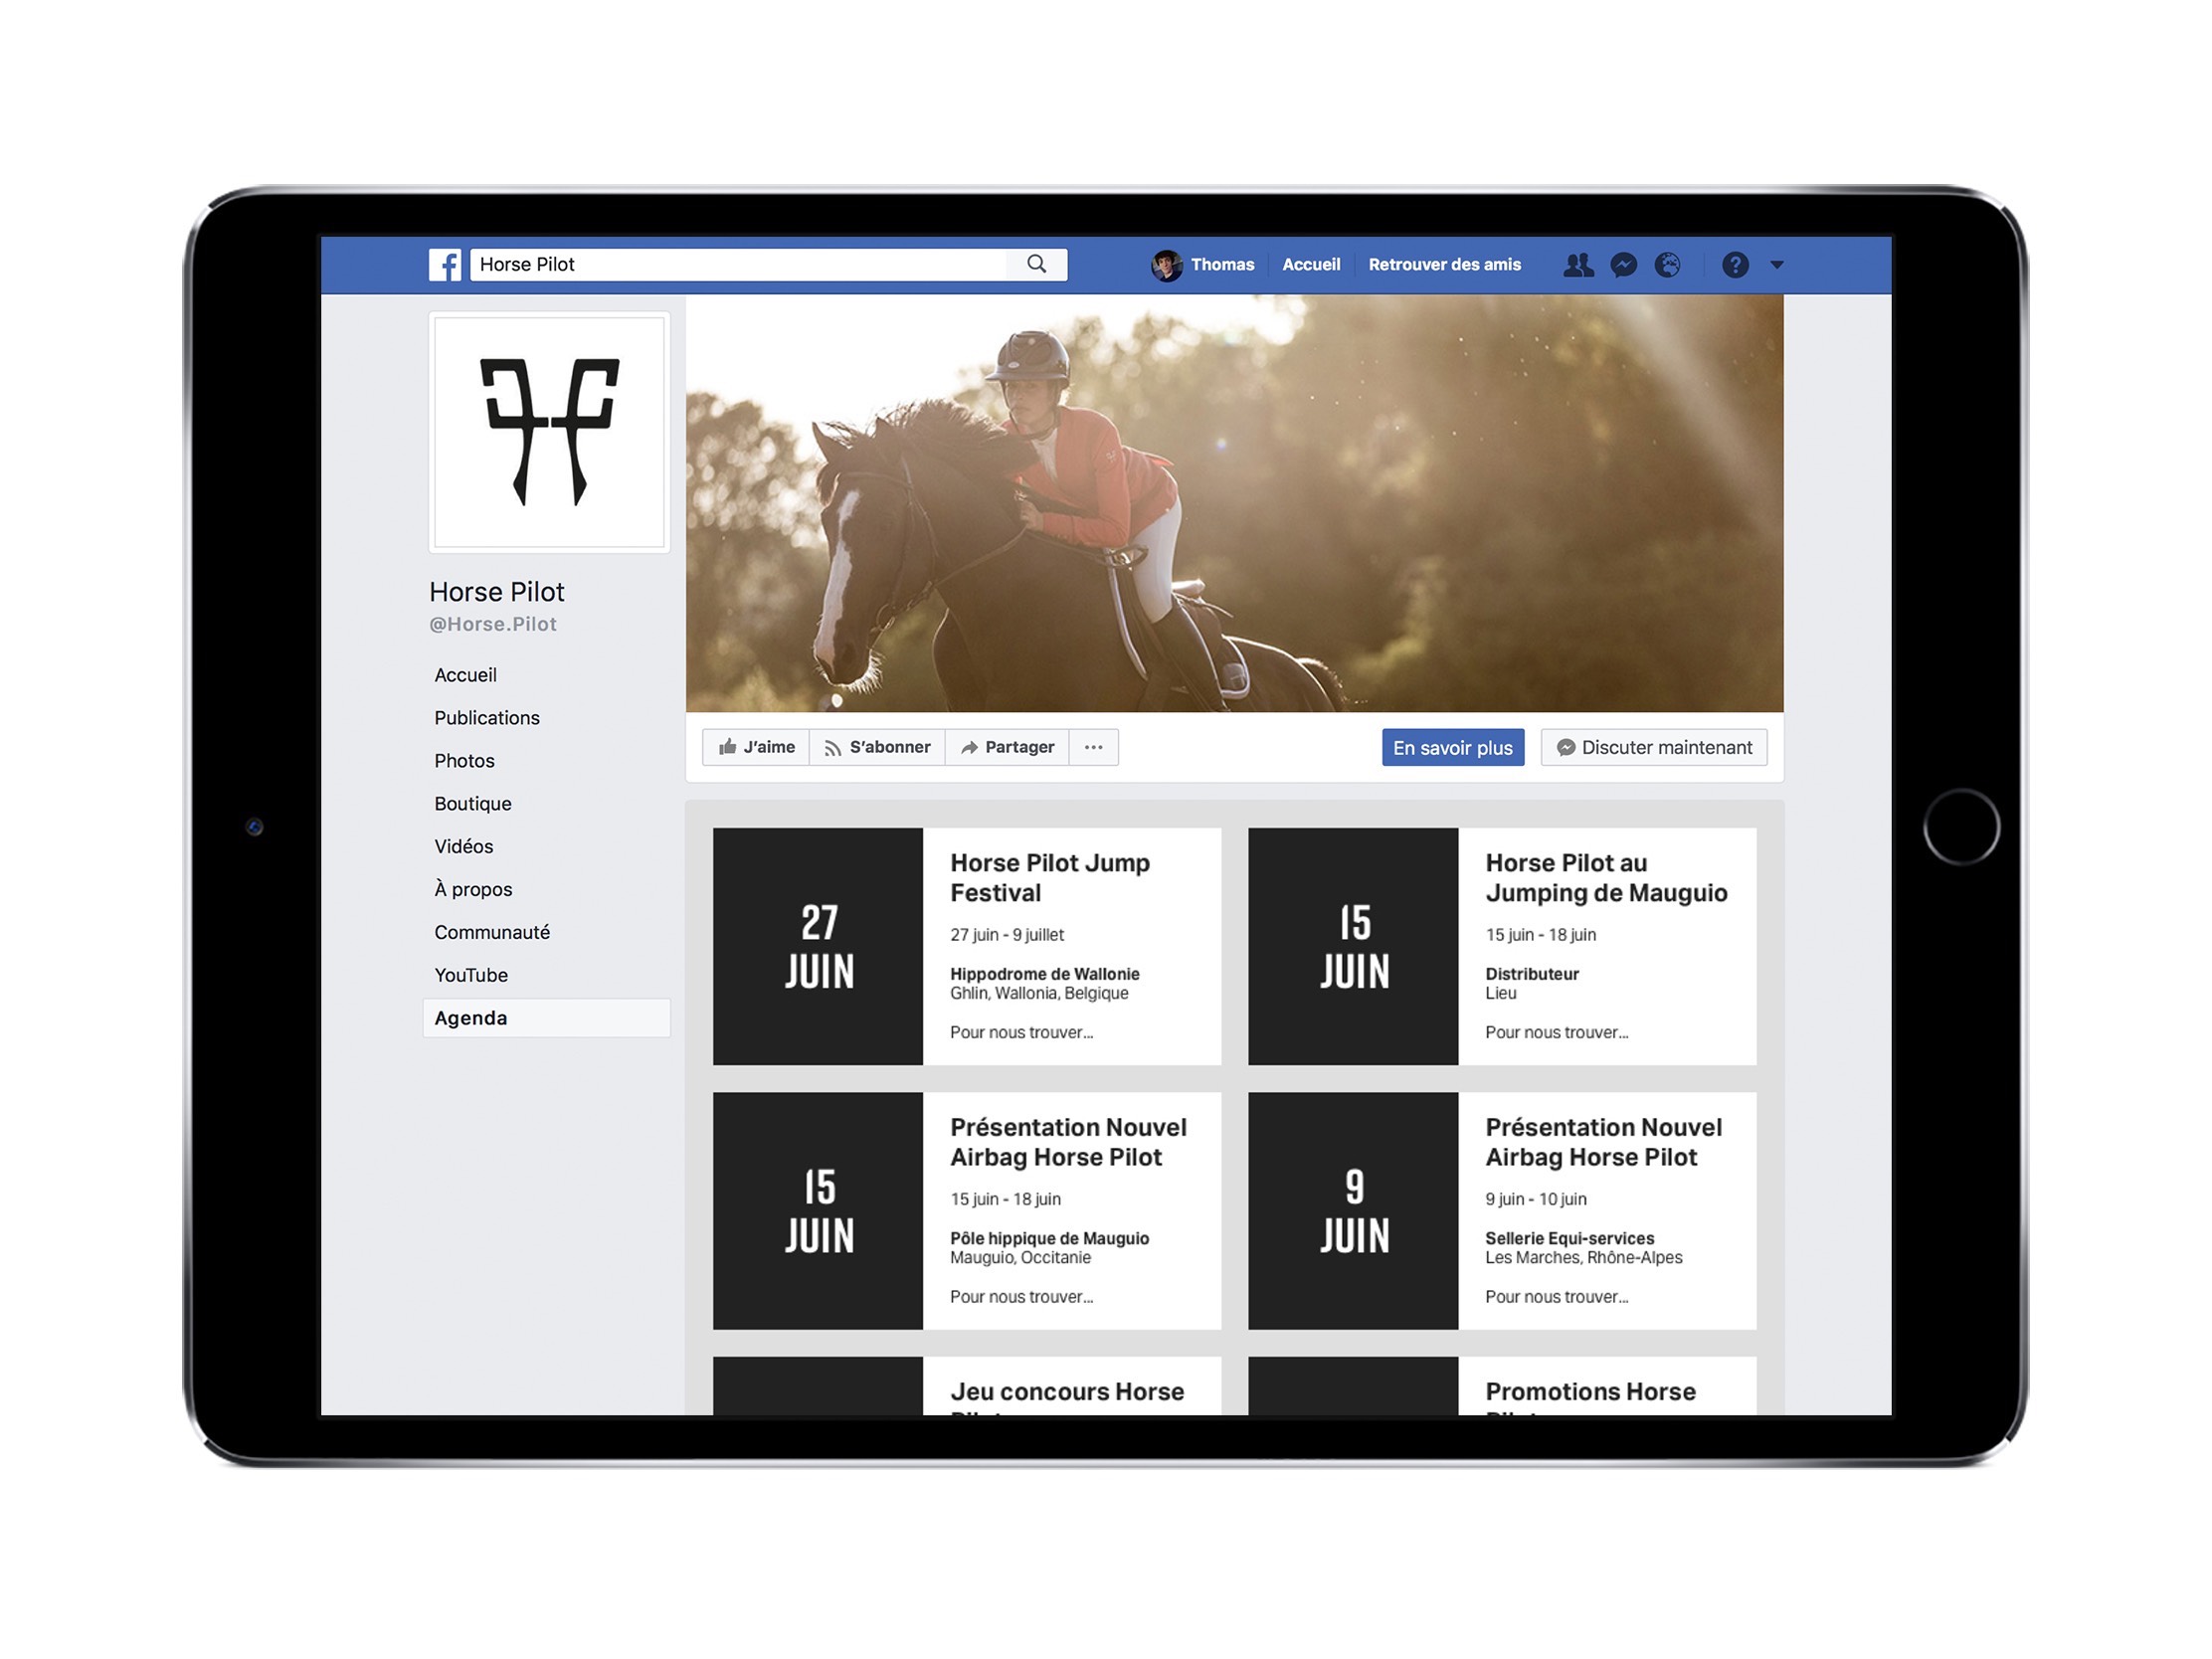 Horse Pilot
Thomas
Accueil
Retrouver des amis
Horse Pilot
@Horse.Pilot
Accueil
Publications
Photos
Boutique
Vidéos
À propos
Communauté
YouTube
Agenda
J'aime
S'abonner
Partager
En savoir plus
Discuter maintenant
27
JUIN
Horse Pilot Jump
Festival
27 juin - 9 juillet
Hippodrome de Wallonie
Ghlin, Wallonia, Belgique
Pour nous trouver...
15
JUIN
Horse Pilot au
Jumping de Mauguio
15 juin - 18 juin
Distributeur
Lieu
Pour nous trouver...
15
JUIN
Présentation Nouvel
Airbag Horse Pilot
15 juin - 18 juin
Pôle hippique de Mauguio
Mauguio, Occitanie
Pour nous trouver...
9
JUIN
Présentation Nouvel
Airbag Horse Pilot
9 juin - 10 juin
Sellerie Equi-services
Les Marches, Rhône-Alpes
Pour nous trouver...
Jeu concours Horse
Promotions Horse